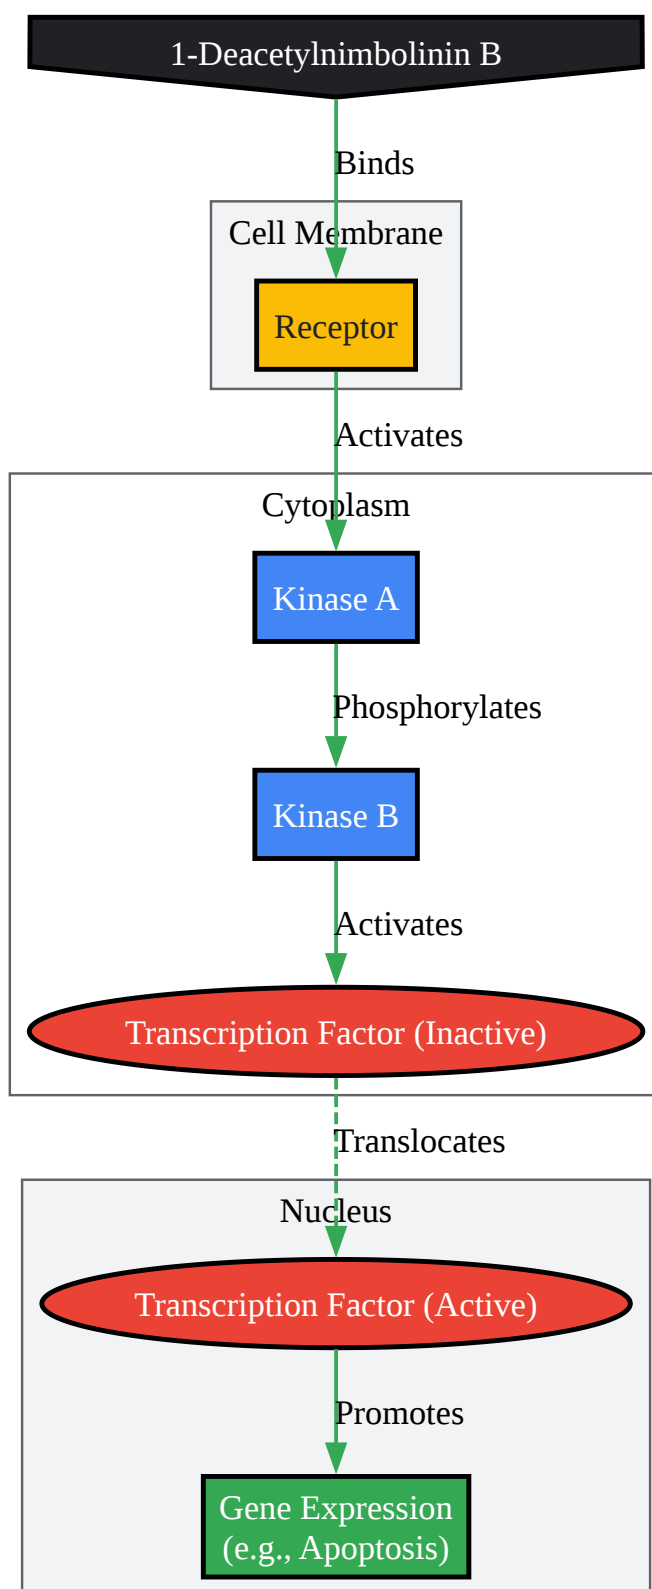 1-Deacetylnimbolinin B
Binds
Cell Membrane
Receptor
Activates
Cytoplasm
Kinase A
Phosphorylates
Kinase B
Activates
Transcription Factor (Inactive)
Translocates
Nucleus
Transcription Factor (Active)
Promotes
Gene Expression
(e.g., Apoptosis)